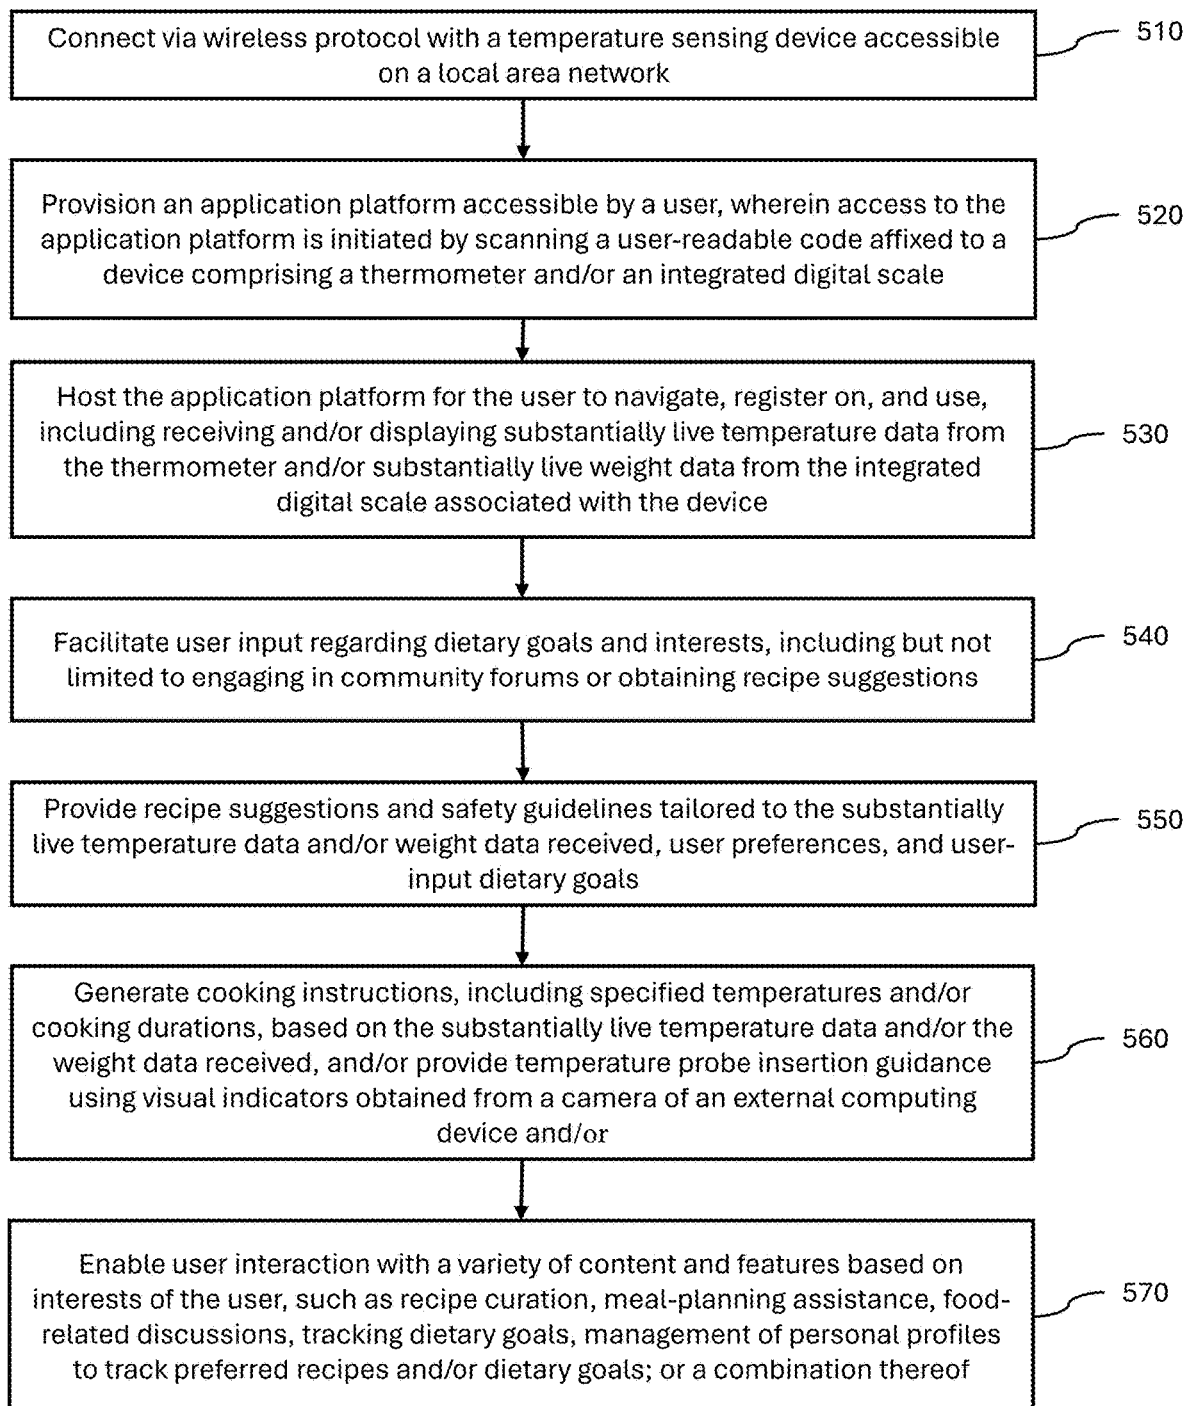 Connect via wireless protocol with a temperature sensing device accessible
on a local area network
510
Provision an application platform accessible by a user, wherein access to the
application platform is initiated by scanning a user-readable code affixed to a
device comprising a thermometer and/or an integrated digital scale
520
Host the application platform for the user to navigate, register on, and use,
including receiving and/or displaying substantially live temperature data from
the thermometer and/or substantially live weight data from the integrated
digital scale associated with the device
530
Facilitate user input regarding dietary goals and interests, including but not
limited to engaging in community forums or obtaining recipe suggestions
540
Provide recipe suggestions and safety guidelines tailored to the substantially
live temperature data and/or weight data received, user preferences, and user-
input dietary goals
550
Generate cooking instructions, including specified temperatures and/or
cooking durations, based on the substantially live temperature data and/or the
weight data received, and/or provide temperature probe insertion guidance
using visual indicators obtained from a camera of an external computing
device and/or
560
Enable user interaction with a variety of content and features based on
interests of the user, such as recipe curation, meal-planning assistance, food-
related discussions, tracking dietary goals, management of personal profiles
to track preferred recipes and/or dietary goals; or a combination thereof
570